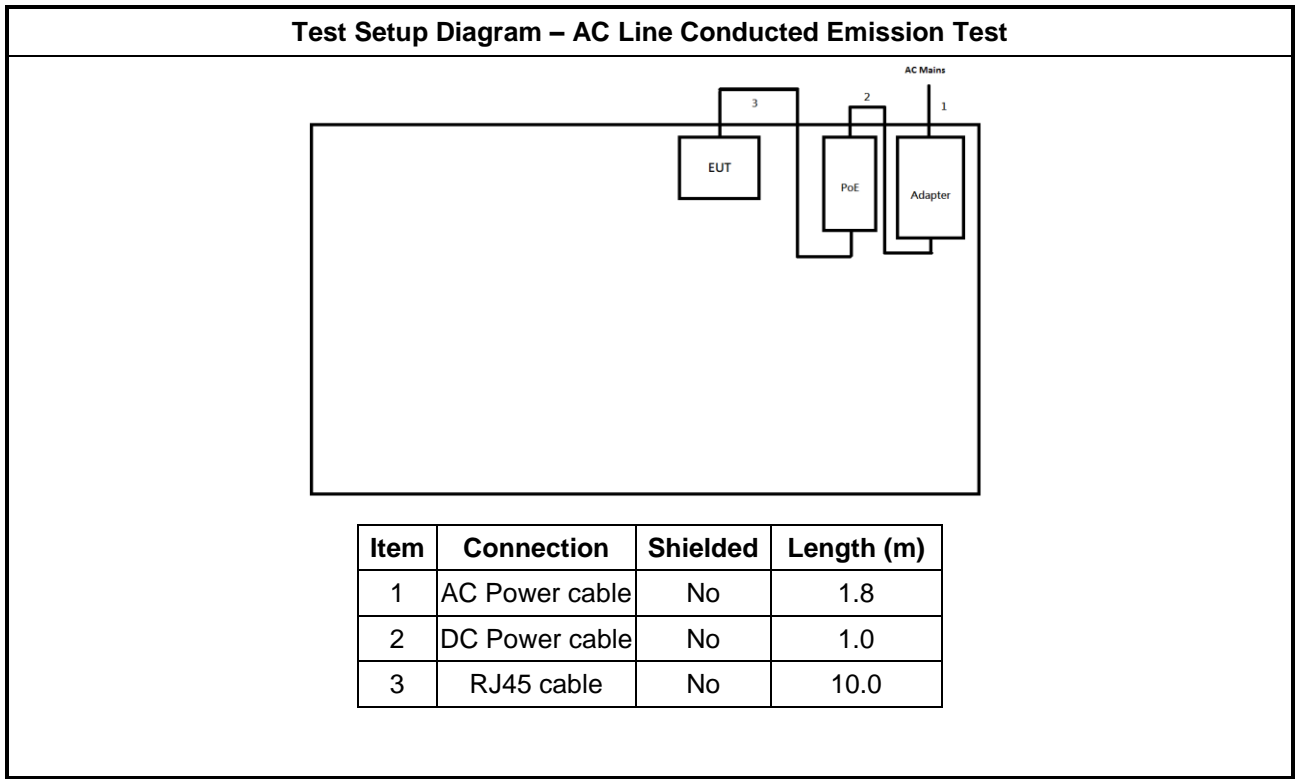 Test Setup Diagram – AC Line Conducted Emission Test
AC Mains
3
2
1
EUT
PoE
Adapter
Item Connection Shielded Length (m)
1 AC Power cable No 1.8
2 DC Power cable No 1.0
3 RJ45 cable No 10.0